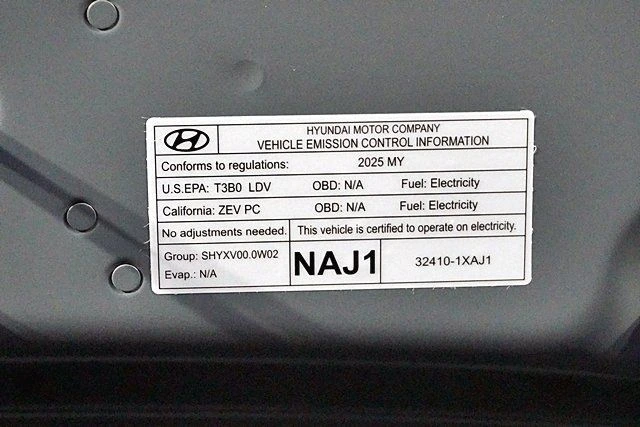 HYUNDAI MOTOR COMPANY
VEHICLE EMISSION CONTROL INFORMATION
Conforms to regulations: 2025 MY
U.S.EPA: T3B0 LDV OBD: N/A Fuel: Electricity
California: ZEV PC OBD: N/A Fuel: Electricity
No adjustments needed. This vehicle is certified to operate on electricity.
Group: SHYXV00.0W02
Evap.: N/A
NAJ1
32410-1XAJ1